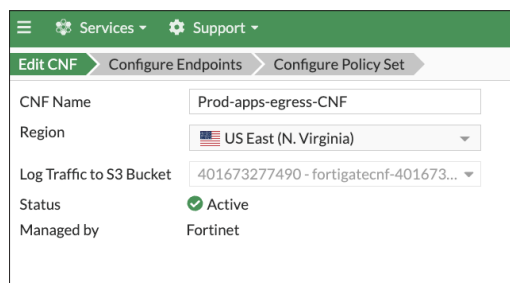 Services Support
Edit CNF Configure Endpoints Configure Policy Set
CNF Name Prod-apps-egress-CNF
Region US East (N. Virginia)
Log Traffic to S3 Bucket 401673277490 - fortigatecnf-401673...
Status Active
Managed by Fortinet